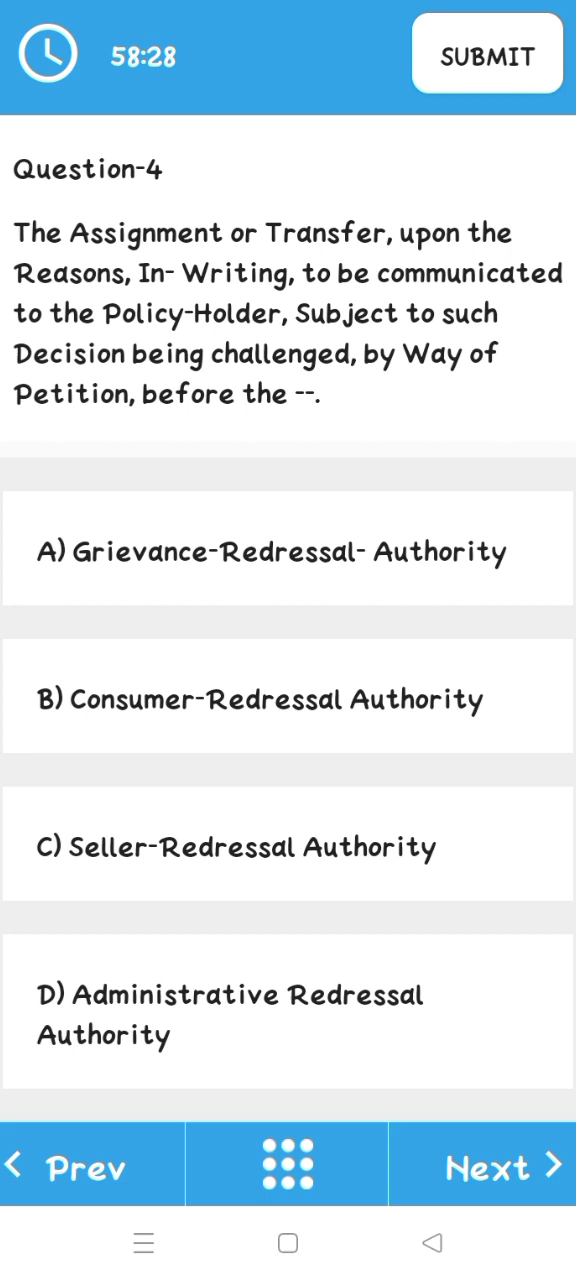 58:28
SUBMIT
Question-4
The Assignment or Transfer, upon the
Reasons, In- Writing, to be communicated
to the Policy-Holder, Subject to such
Decision being challenged, by Way of
Petition, before the --.
A) Grievance-Redressal- Authority
B) Consumer-Redressal Authority
C) Seller-Redressal Authority
D) Administrative Redressal
Authority
Prev
Next